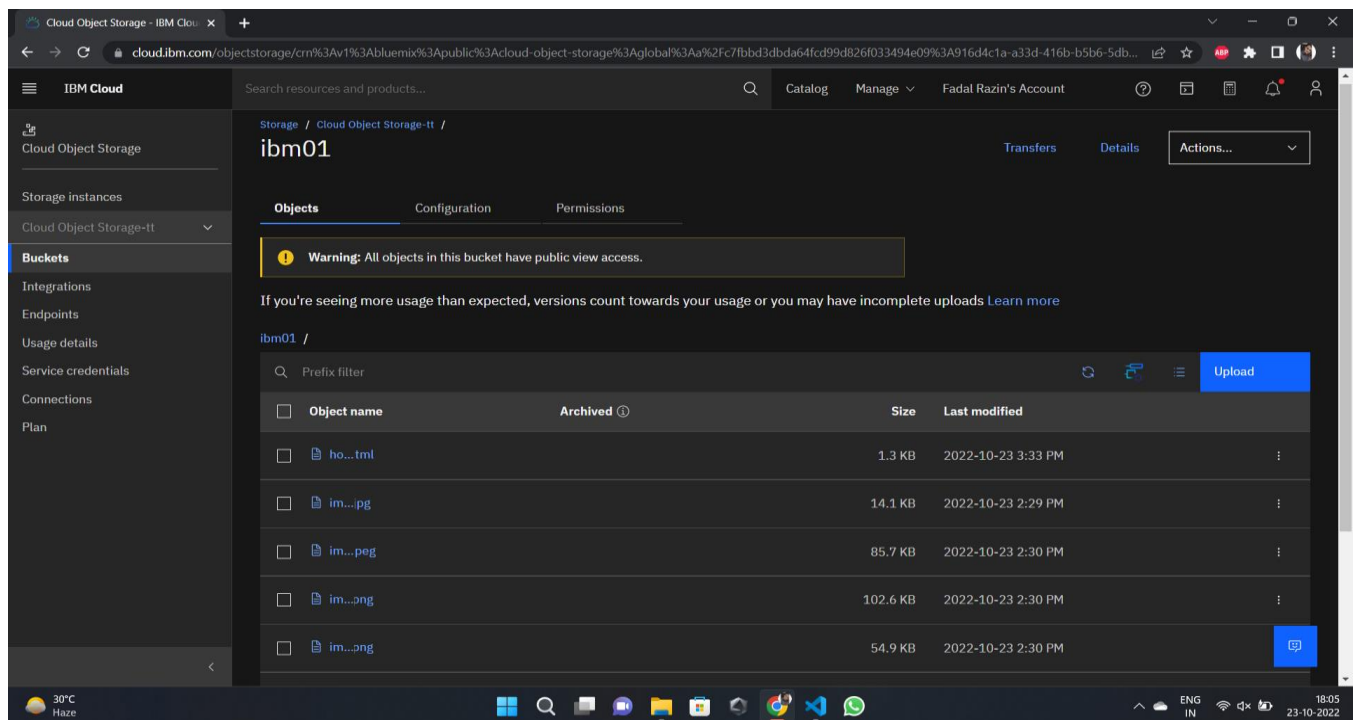 Cloud Object Storage - IBM Clou
cloud.ibm.com/objectstorage/crn%3Av1%3Abluemix%3Apublic%3Acloud-object-storage%3Aglobal%3Aa%2Fc7fbbd3dbda64fcd99d826f033494e09%3A916d4c1a-a33d-416b-b5b6-5db...
ABP
IBM Cloud
Search resources and products...
Catalog
Manage
Fadal Razin's Account
Cloud Object Storage
Storage instances
Cloud Object Storage-tt
Buckets
Integrations
Endpoints
Usage details
Service credentials
Connections
Plan
Storage / Cloud Object Storage-tt /
ibm01
Transfers
Details
Actions...
Objects
Configuration
Permissions
Warning: All objects in this bucket have public view access.
If you're seeing more usage than expected, versions count towards your usage or you may have incomplete uploads Learn more
ibm01 /
Prefix filter
Upload
Object name Archived Size Last modified
ho...tml 1.3 KB 2022-10-23 3:33 PM
im...jpg 14.1 KB 2022-10-23 2:29 PM
im...peg 85.7 KB 2022-10-23 2:30 PM
im...png 102.6 KB 2022-10-23 2:30 PM
im...png 54.9 KB 2022-10-23 2:30 PM
30°C
Haze
ENG
IN
18:05
23-10-2022